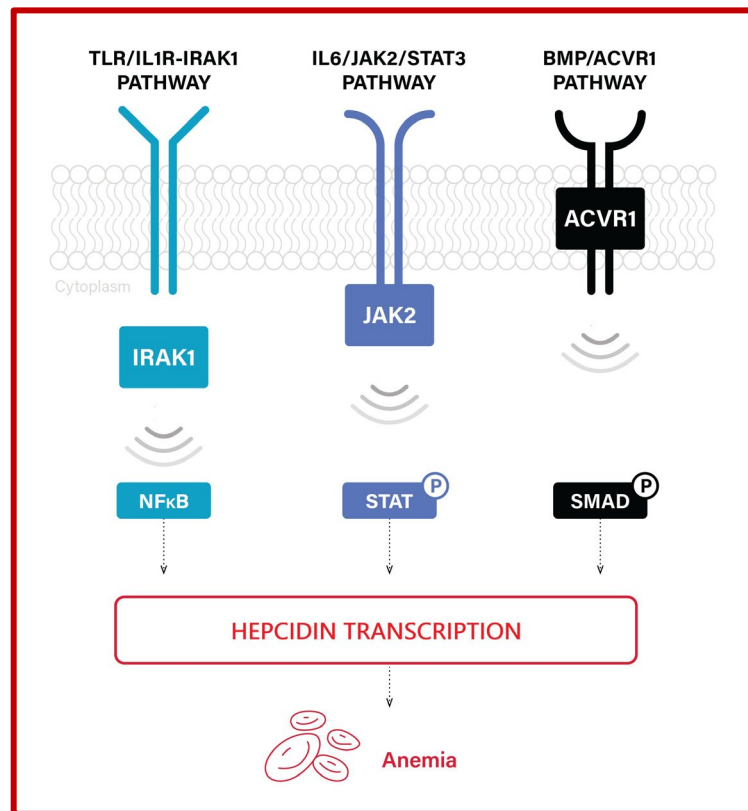 TLR/IL1R-IRAK1
PATHWAY
IL6/JAK2/STAT3
PATHWAY
BMP/ACVR1
PATHWAY
ACVR1
Cytoplasm
JAK2
IRAK1
NFκB
STAT
P
SMAD
P
HEPCIDIN TRANSCRIPTION
Anemia